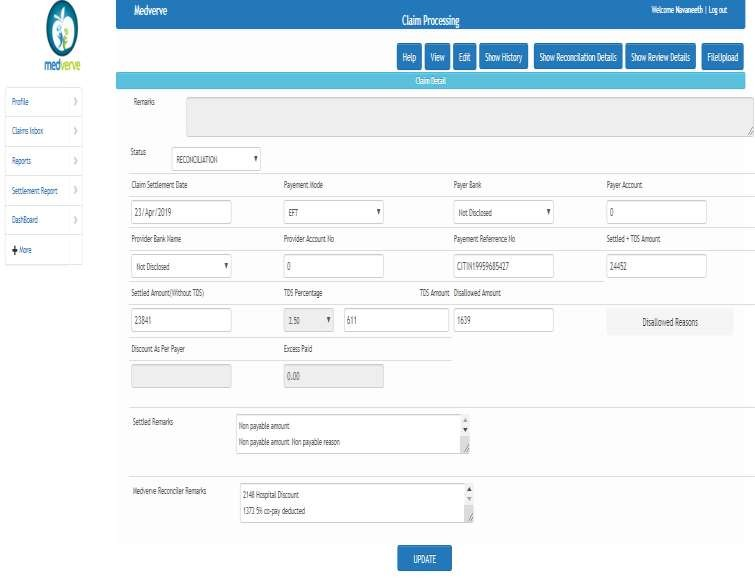 Medverve
Welcome Navaneeth | Log out
Claim Processing
medverve
Help
View
Edit
Show History
Show Reconcilation Details
Show Review Details
FileUpload
Claim Detail
Profile
Claims Inbox
Reports
Settlement Report
DashBoard
More
Remarks
Status
RECONCILIATION
Claim Settlement Date
Payement Mode
Payer Bank
Payer Account
23/Apr/2019
EFT
Not Disclosed
0
Provider Bank Name
Provider Account No
Payement Referrence No
Settled + TDS Amount
Not Disclosed
0
CITIN19959685427
24452
Settled Amount(Without TDS)
TDS Percentage
TDS Amount
Disallowed Amount
23841
2.50
611
1639
Disallowed Reasons
Discount As Per Payer
Excess Paid
0.00
Settled Remarks
Non payable amount
Non payable amount Non payable reason
Medverve Reconciler Remarks
2148 Hospital Discount
1373 5% co-pay deducted
UPDATE